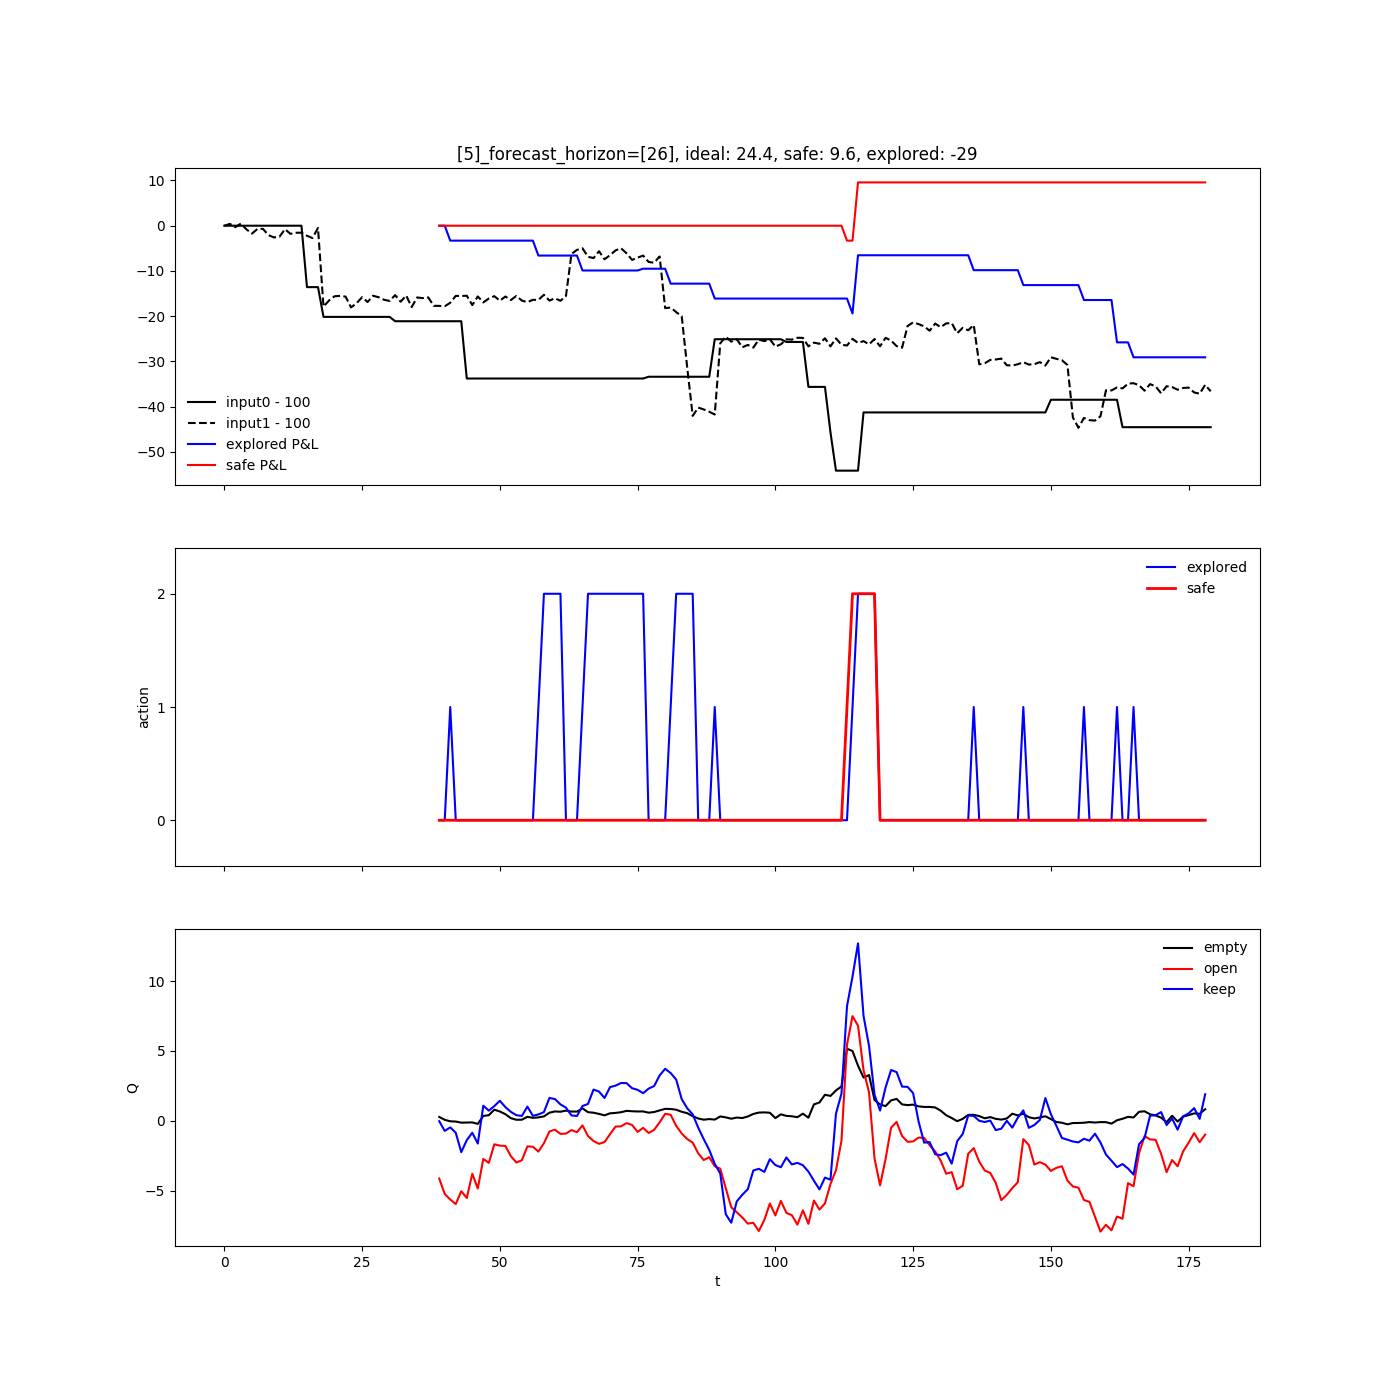 [5]_forecast_horizon=[26], ideal: 24.4, safe: 9.6, explored: -29
10
0
−10
−20
−30
−40
−50
input0 - 100
input1 - 100
explored P&L
safe P&L
2
1
0
action
explored
safe
10
5
0
−5
Q
empty
open
keep
0 25 50 75 100 125 150 175
t